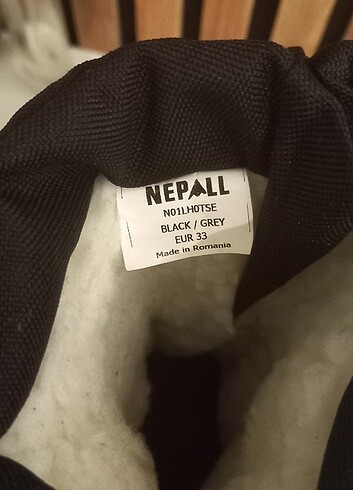 NEPALL
N01LH0TSE
BLACK / GREY
EUR 33
Made in Romania